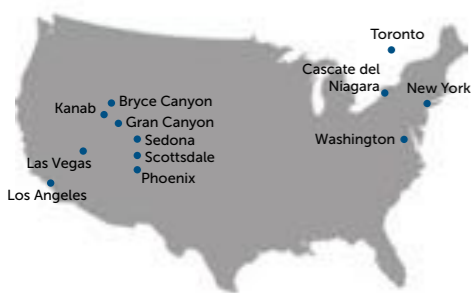 Toronto
Cascate del
Niagara
New York
Bryce Canyon
Kanab
Gran Canyon
Sedona
Washington
Las Vegas
Scottsdale
Phoenix
Los Angeles